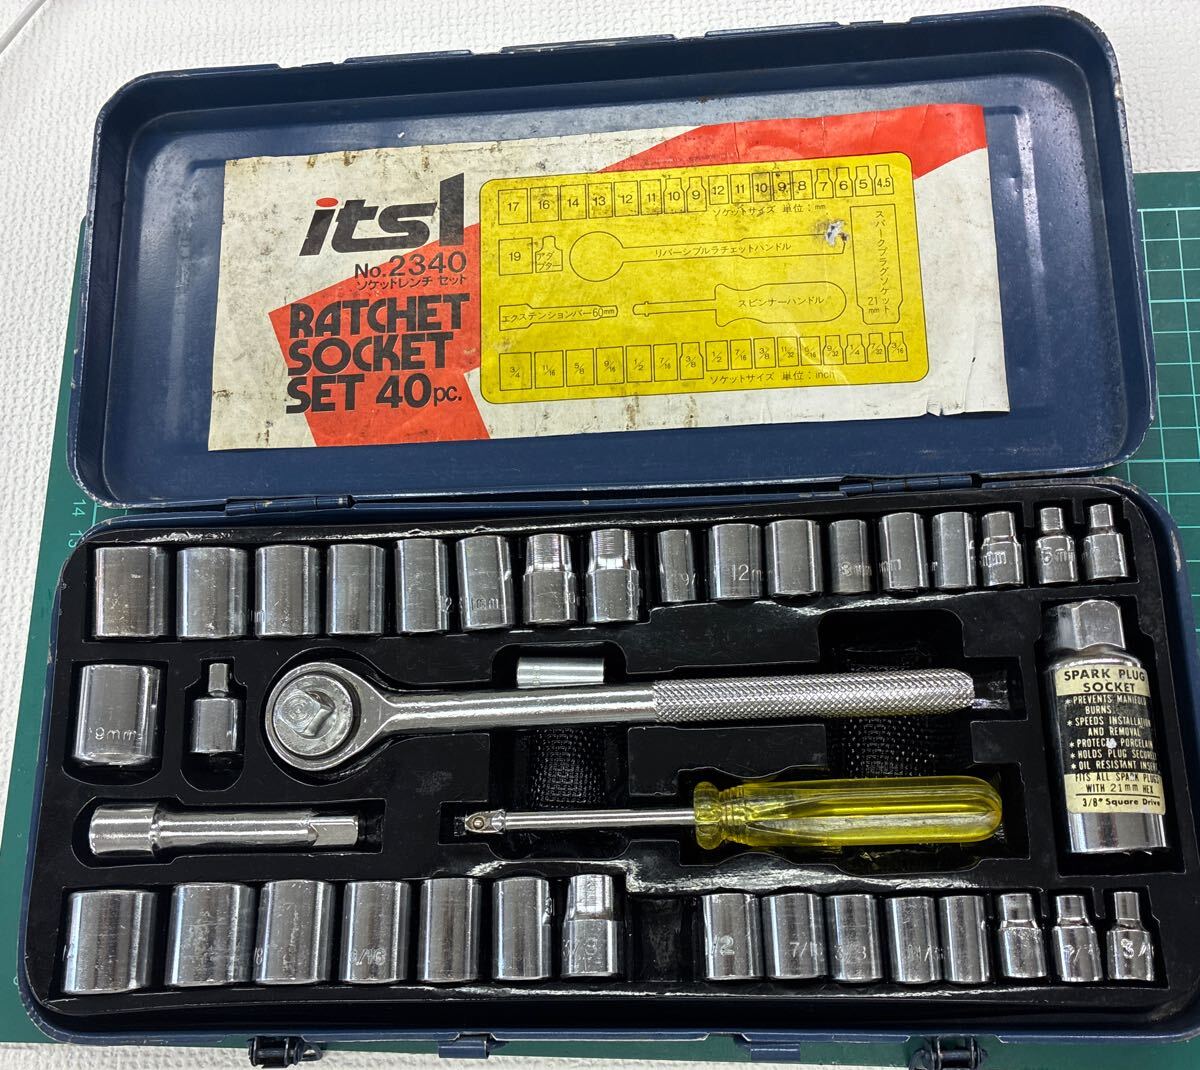 itsl
No.2340
ソケットレンチ セット
RATCHET
SOCKET
SET 40pc.
17 16 14 13 12 11 10 9 12 11 10 9 8 7 6 5 4.5
ソケットサイズ 単位：mm
19 アダプター リバーシブルラチェットハンドル
スパークプラグソケット 21mm
エクステンションバー60mm スピンナーハンドル
3/4 11/16 5/8 9/16 1/2 7/16 3/8 1/2 7/16 3/8 11/32 5/16 9/32 1/4 7/32 3/16
ソケットサイズ 単位：inch
14
13
12m
SPARK PLUG
SOCKET
*PREVENTS MANIFOLD
BURNS.
*SPEEDS INSTALLATION
AND REMOVAL
*PROTECTS PORCELAIN
*HOLDS PLUG SECURELY
*OIL RESISTANT INSERT
FITS ALL SPARK PLUGS
WITH 21mm HEX
3/8" Square Drive